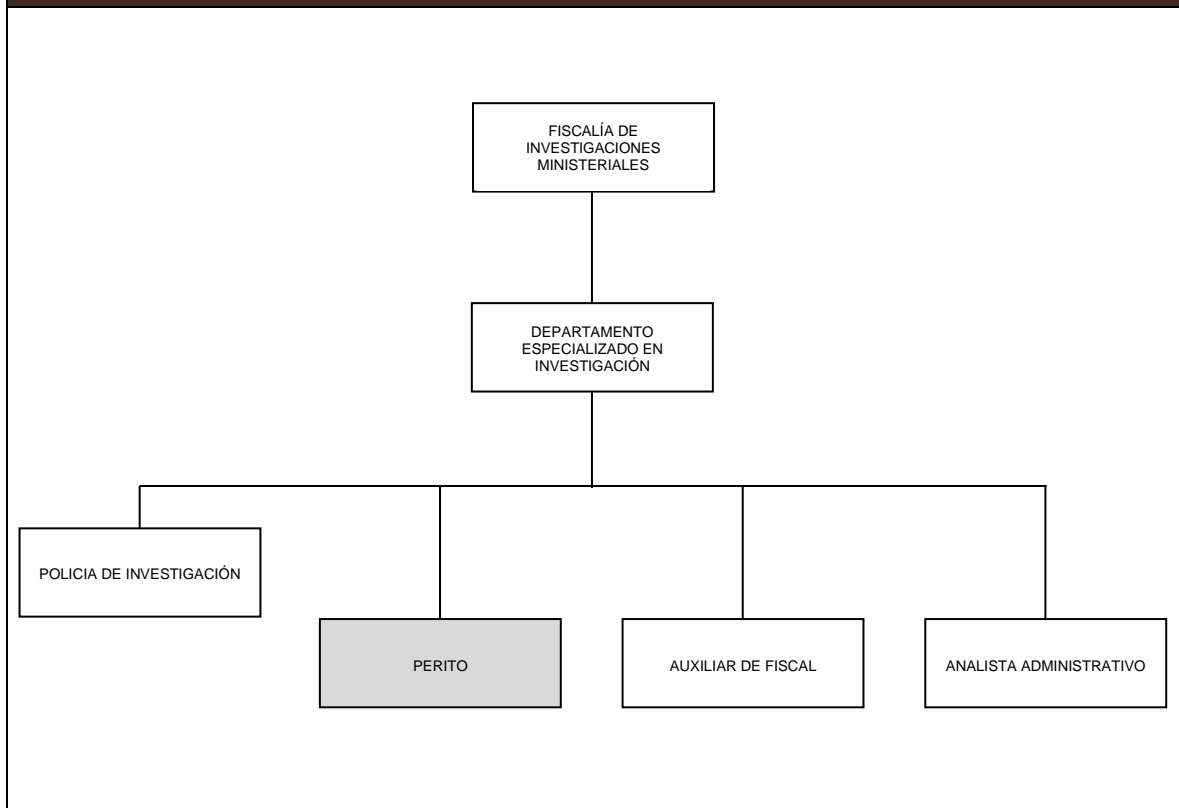 FISCALÍA DE
INVESTIGACIONES
MINISTERIALES
DEPARTAMENTO
ESPECIALIZADO EN
INVESTIGACIÓN
POLICIA DE INVESTIGACIÓN
PERITO
AUXILIAR DE FISCAL
ANALISTA ADMINISTRATIVO